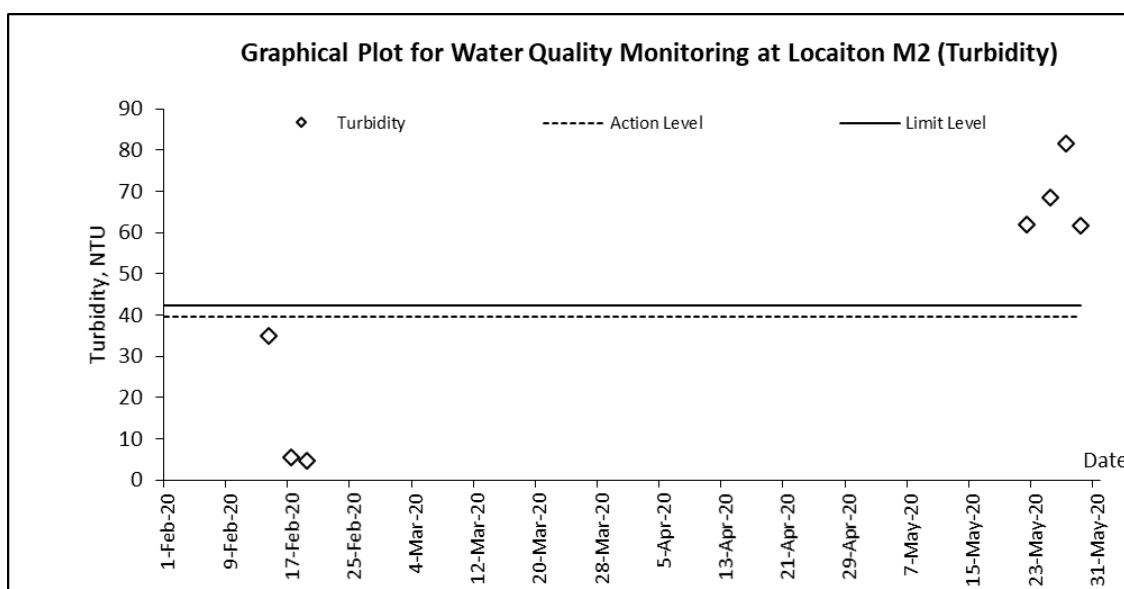 Graphical Plot for Water Quality Monitoring at Locaiton M2 (Turbidity)
Turbidity
Action Level
Limit Level
Turbidity, NTU
90
80
70
60
50
40
30
20
10
0
Date
1-Feb-20
9-Feb-20
17-Feb-20
25-Feb-20
4-Mar-20
12-Mar-20
20-Mar-20
28-Mar-20
5-Apr-20
13-Apr-20
21-Apr-20
29-Apr-20
7-May-20
15-May-20
23-May-20
31-May-20